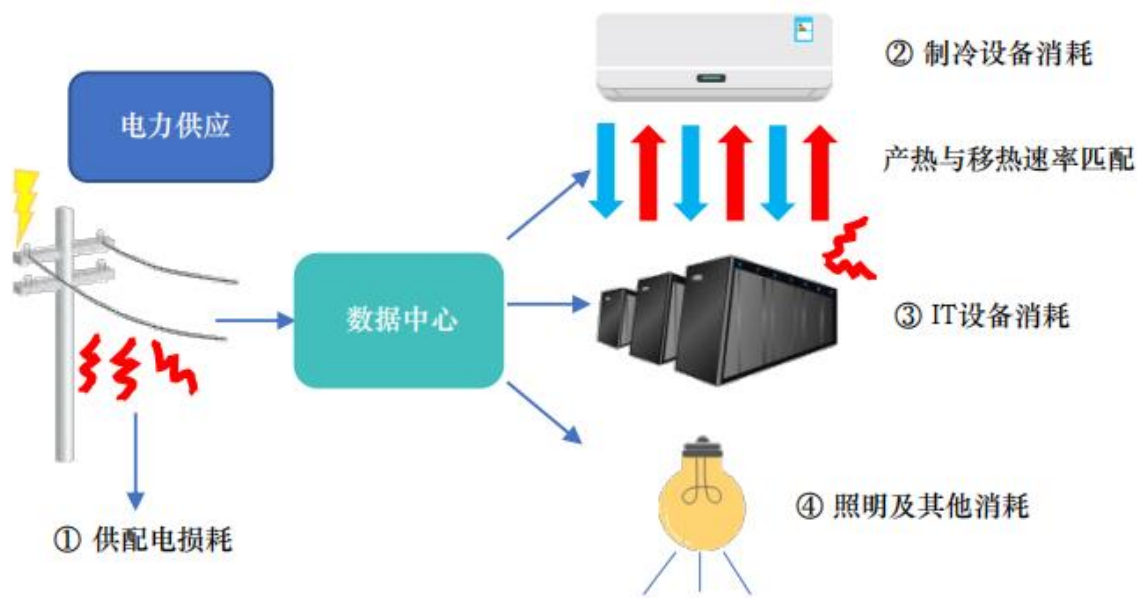 电力供应
② 制冷设备消耗
产热与移热速率匹配
数据中心
③ IT设备消耗
④ 照明及其他消耗
① 供配电损耗